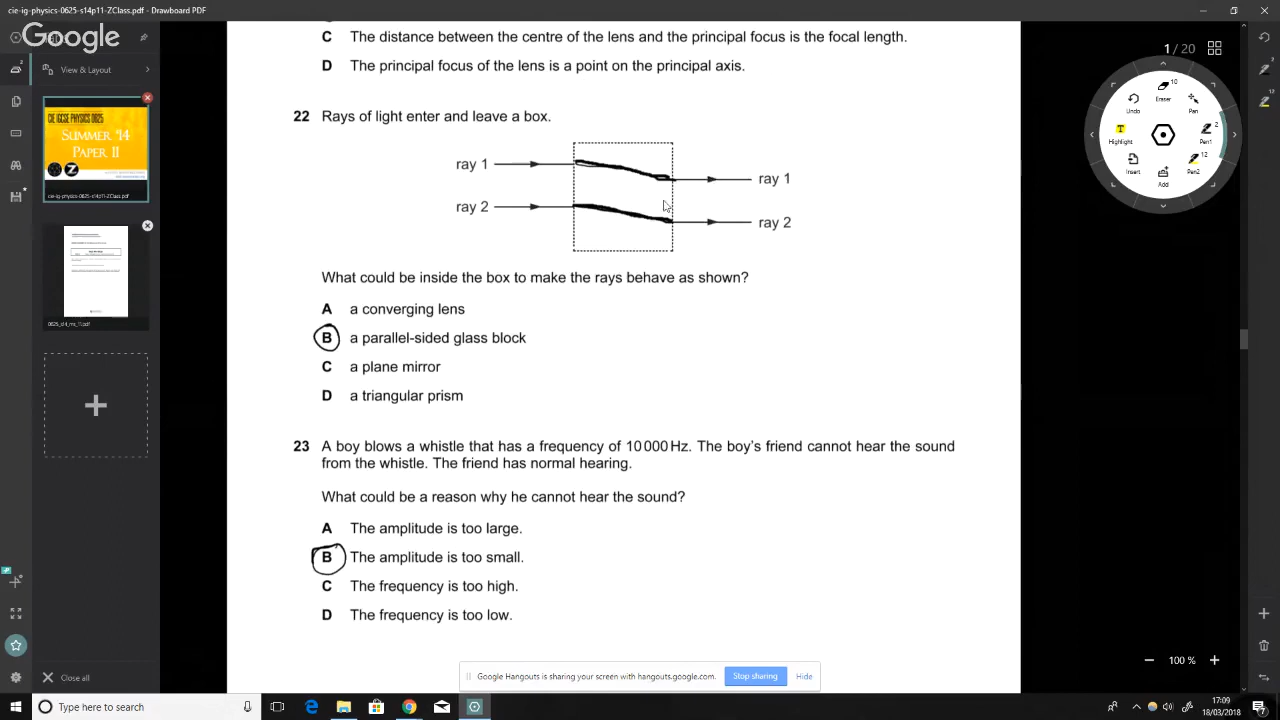 cie-ig-physics-0625-s14p11-ZClass.pdf - Drawboard PDF
Google
View & Layout
CIE IGCSE PHYSICS 0625
SUMMER '14
PAPER 11
cie-ig-physics-0625-s14p11-ZClass.pdf
0625_s14_ms_11.pdf
Close all
C The distance between the centre of the lens and the principal focus is the focal length.
D The principal focus of the lens is a point on the principal axis.
22 Rays of light enter and leave a box.
ray 1
ray 1
ray 2
ray 2
What could be inside the box to make the rays behave as shown?
A a converging lens
B a parallel-sided glass block
C a plane mirror
D a triangular prism
23 A boy blows a whistle that has a frequency of 10 000 Hz. The boy's friend cannot hear the sound
from the whistle. The friend has normal hearing.
What could be a reason why he cannot hear the sound?
A The amplitude is too large.
B The amplitude is too small.
C The frequency is too high.
D The frequency is too low.
1 / 20
10
Eraser
Undo
Pan
2
Highlight
Pen1
12
Insert
Pen2
Add
100 %
Google Hangouts is sharing your screen with hangouts.google.com.
Stop sharing
Hide
Type here to search
17:09
18/03/2018